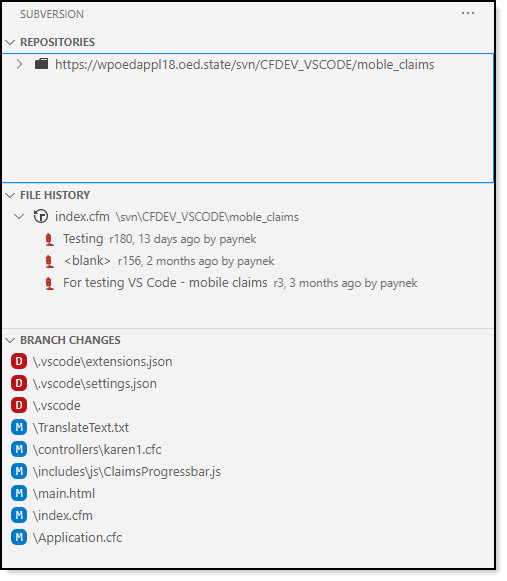 SUBVERSION ...
REPOSITORIES
https://wpoedappl18.oed.state/svn/CFDEV_VSCODE/moble_claims
FILE HISTORY
index.cfm \svn\CFDEV_VSCODE\moble_claims
Testing r180, 13 days ago by paynek
<blank> r156, 2 months ago by paynek
For testing VS Code - mobile claims r3, 3 months ago by paynek
BRANCH CHANGES
D \.vscode\extensions.json
D \.vscode\settings.json
D \.vscode
M \TranslateText.txt
M \controllers\karen1.cfc
M \includes\js\ClaimsProgressbar.js
M \main.html
M \index.cfm
M \Application.cfc